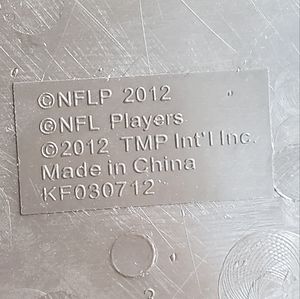 ©NFLP 2012
©NFL Players
©2012 TMP Int'l Inc.
Made in China
KF030712